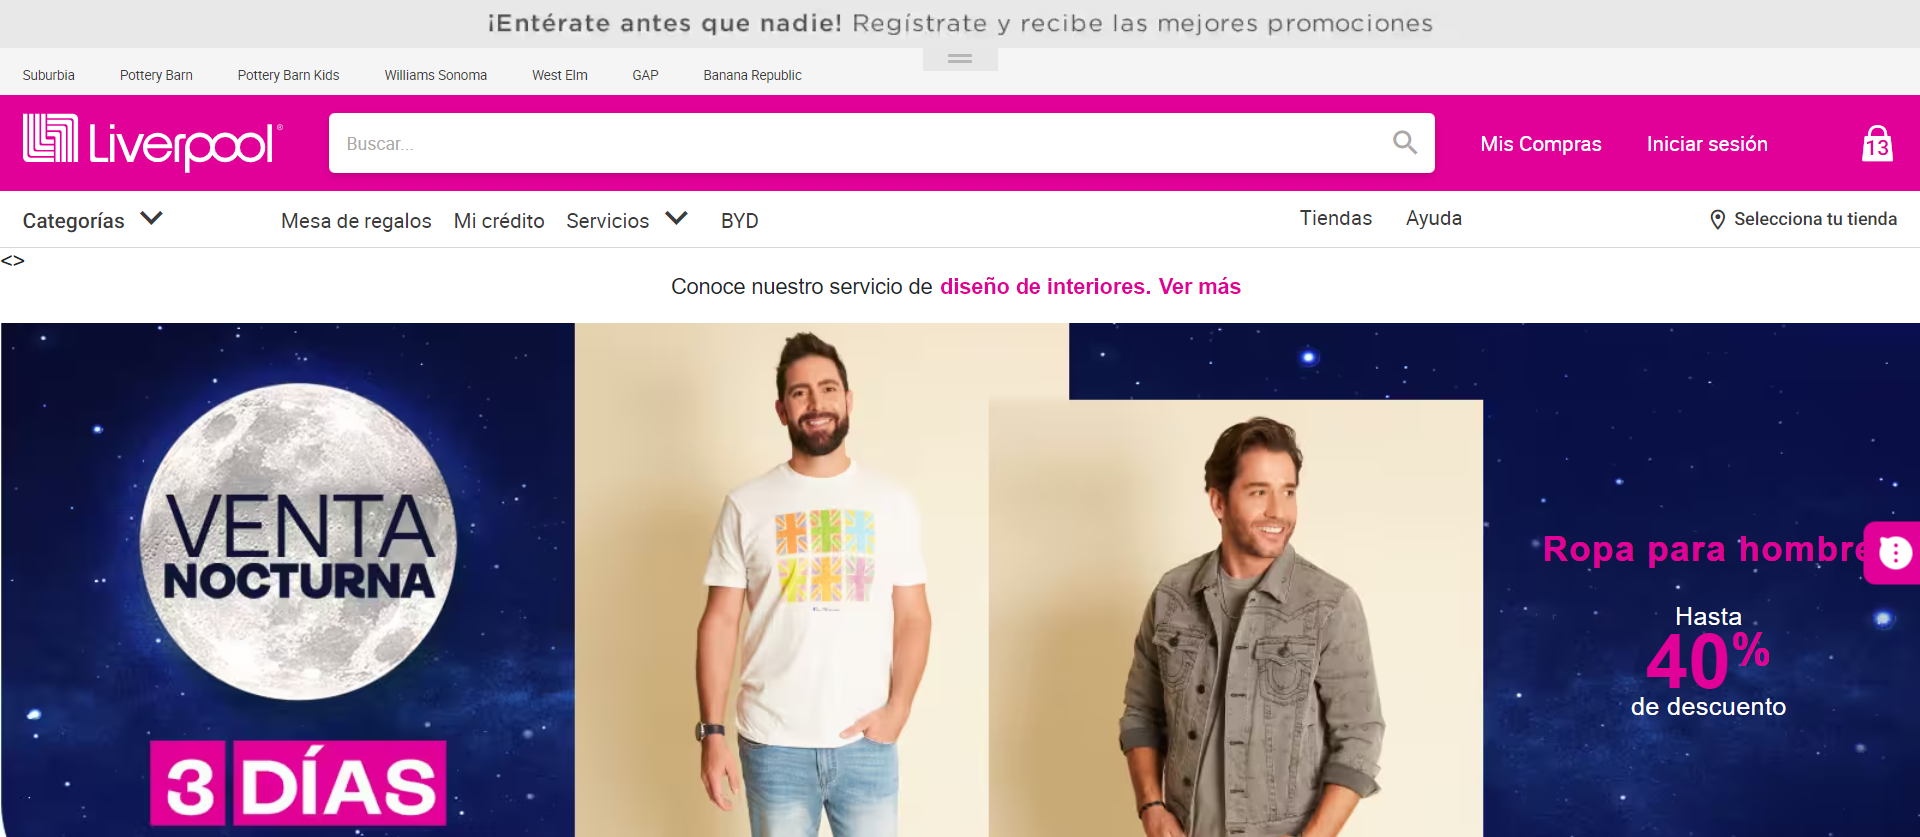 ¡Entérate antes que nadie! Regístrate y recibe las mejores promociones
Suburbia Pottery Barn Pottery Barn Kids Williams Sonoma West Elm GAP Banana Republic
Liverpool®
Buscar...
Mis Compras
Iniciar sesión
13
Categorías
Mesa de regalos Mi crédito Servicios BYD
Tiendas Ayuda
Selecciona tu tienda
<>
Conoce nuestro servicio de diseño de interiores. Ver más
VENTA
NOCTURNA
3 DÍAS
Ropa para hombre
Hasta
40%
de descuento